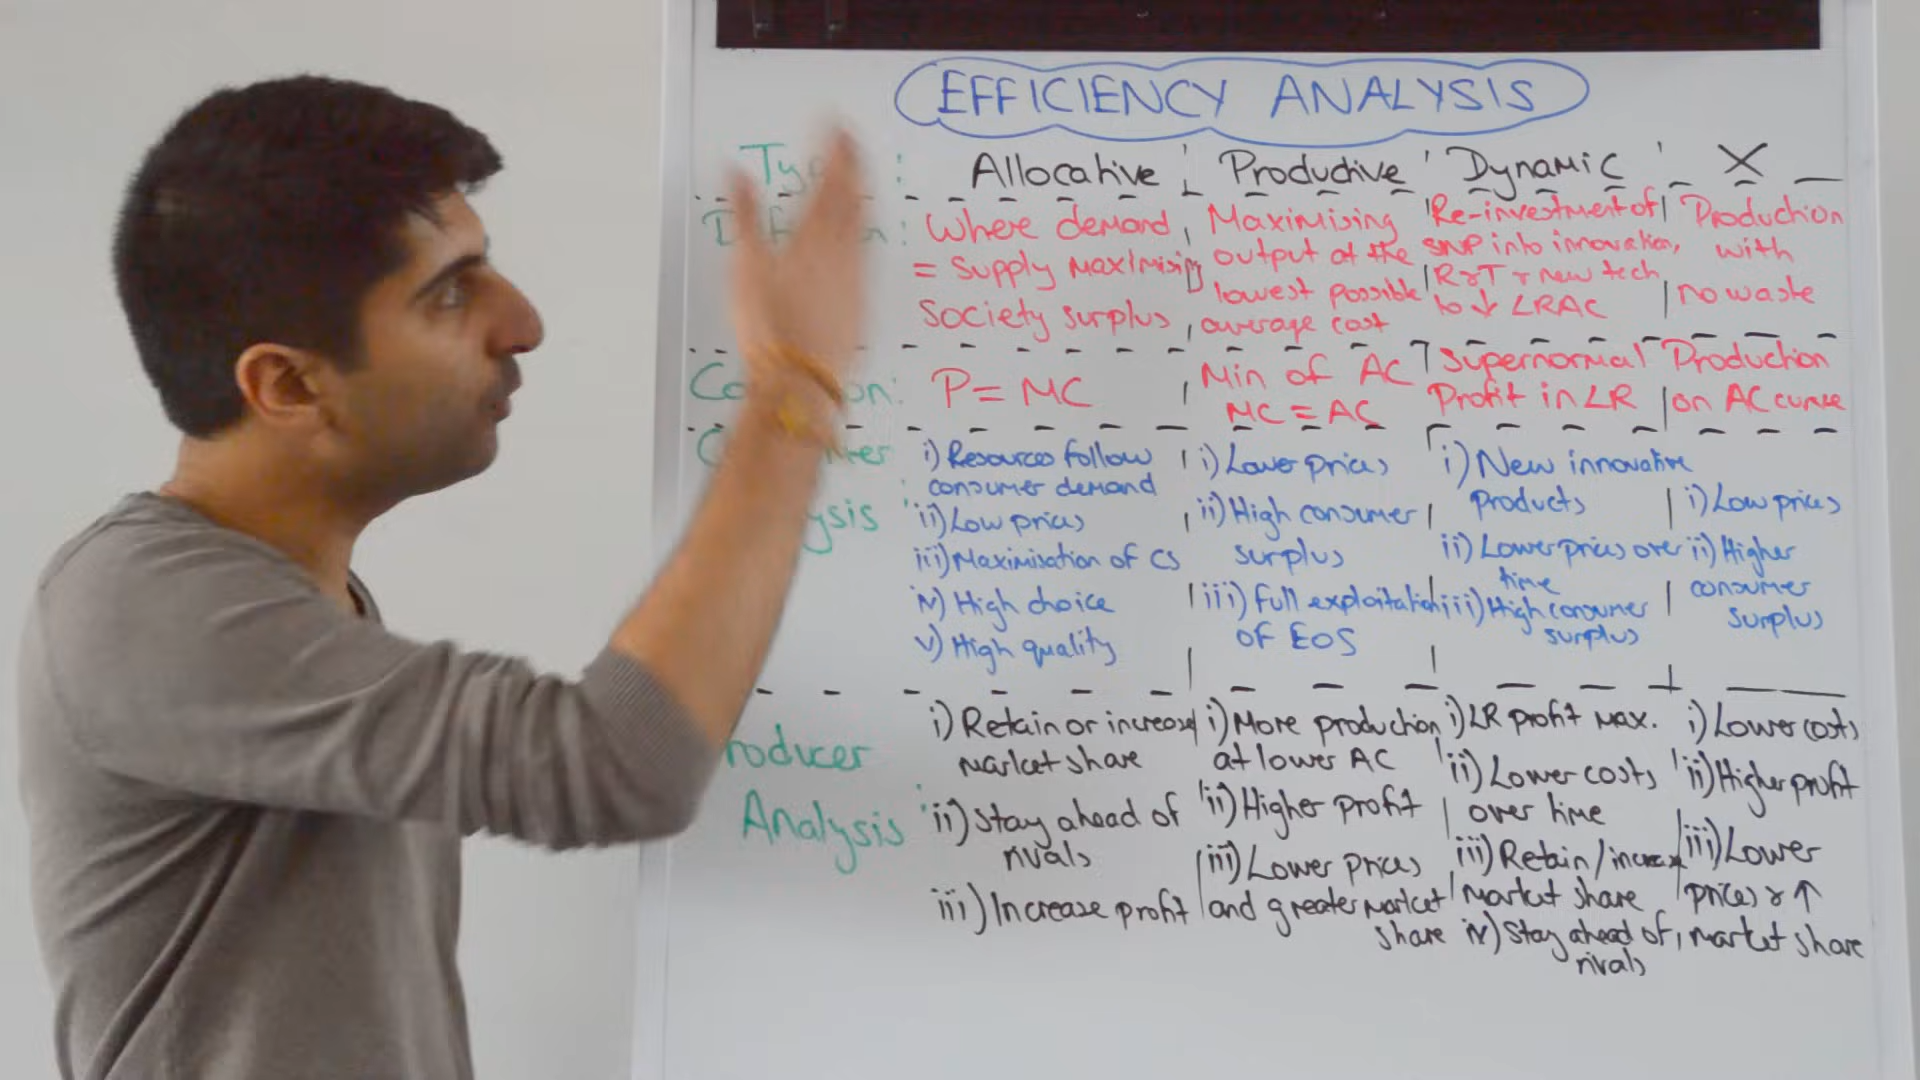 EFFICIENCY ANALYSIS
Allocative Productive Dynamic X
Where demand
= supply maximising
society surplus
Maximising
output at the
lowest possible
average cost
Re-investment of
SNP into innovation,
R&T & new tech
to ↓ LRAC
Production
with
no waste
P = MC
Min of AC
MC = AC
Supernormal
Profit in LR
Production
on AC curve
i) Resources follow
consumer demand
ii) Low prices
iii) Maximisation of CS
iv) High choice
v) High quality
i) Lower prices
ii) High consumer
surplus
iii) Full exploitation
of EOS
i) New innovative
products
ii) Lower prices over
time
iii) High consumer
surplus
i) Low prices
ii) Higher
consumer
surplus
Analysis
i) Retain or increase
market share
ii) Stay ahead of
rivals
iii) Increase profit
i) More production
at lower AC
ii) Higher profit
iii) Lower prices
and greater market
share
i) LR profit max.
ii) Lower costs
over time
iii) Retain/increase
market share
iv) Stay ahead of
rivals
i) Lower costs
ii) Higher profit
iii) Lower
prices & ↑
market share